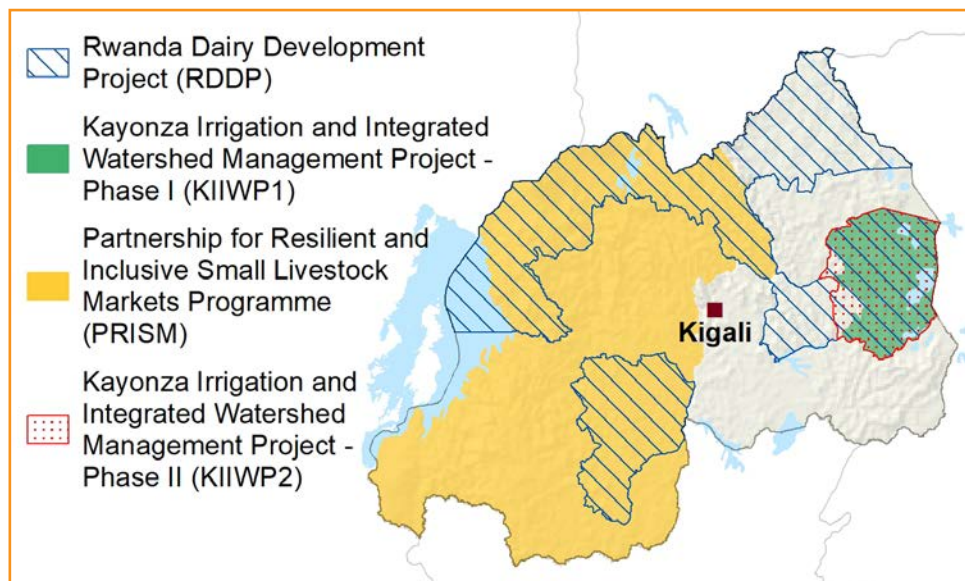 Rwanda Dairy Development
Project (RDDP)
Kayonza Irrigation and Integrated
Watershed Management Project -
Phase I (KIIWP1)
Partnership for Resilient and
Inclusive Small Livestock
Markets Programme
(PRISM)
Kayonza Irrigation and
Integrated Watershed
Management Project -
Phase II (KIIWP2)
Kigali